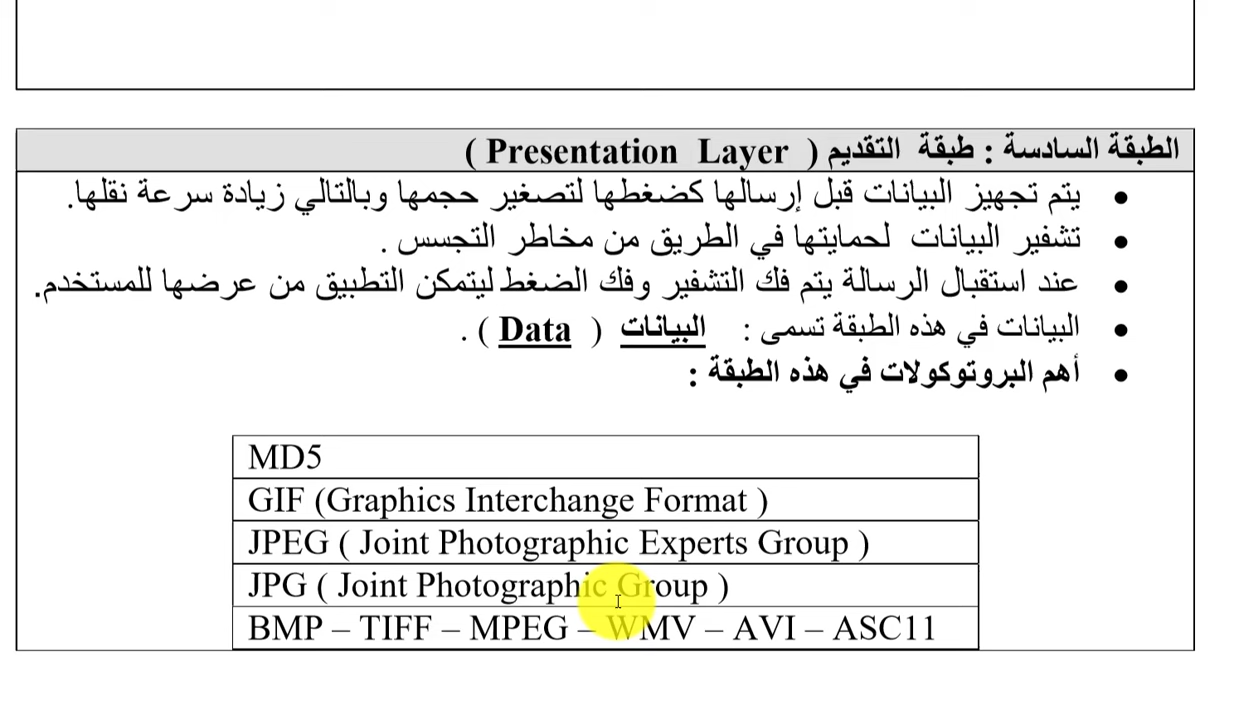 الطبقة السادسة : طبقة التقديم ( Presentation Layer )
• يتم تجهيز البيانات قبل إرسالها كضغطها لتصغير حجمها وبالتالي زيادة سرعة نقلها.
• تشفير البيانات لحمايتها في الطريق من مخاطر التجسس .
• عند استقبال الرسالة يتم فك التشفير وفك الضغط ليتمكن التطبيق من عرضها للمستخدم.
• البيانات في هذه الطبقة تسمى : البيانات ( Data ) .
• أهم البروتوكولات في هذه الطبقة :
MD5
GIF (Graphics Interchange Format )
JPEG ( Joint Photographic Experts Group )
JPG ( Joint Photographic Group )
BMP – TIFF – MPEG – WMV – AVI – ASC11